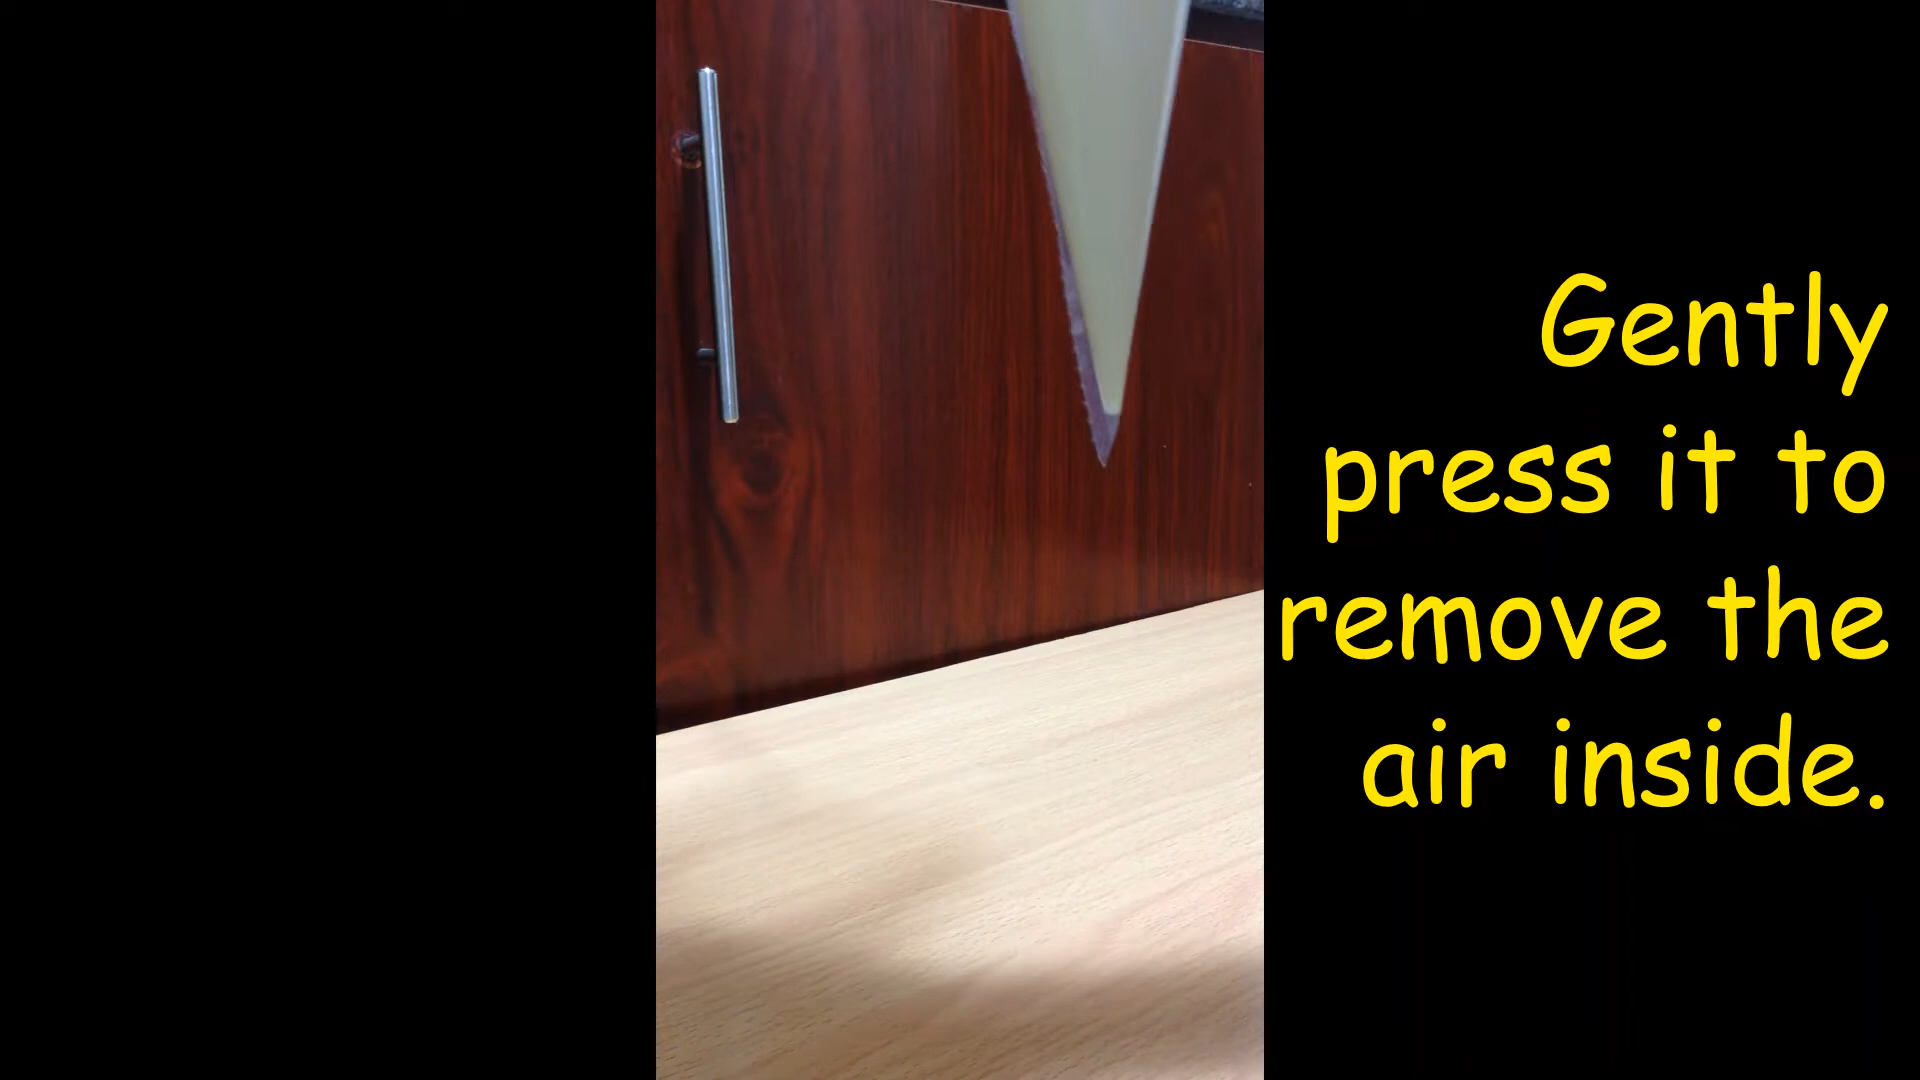 Gently
press it to
remove the
air inside.